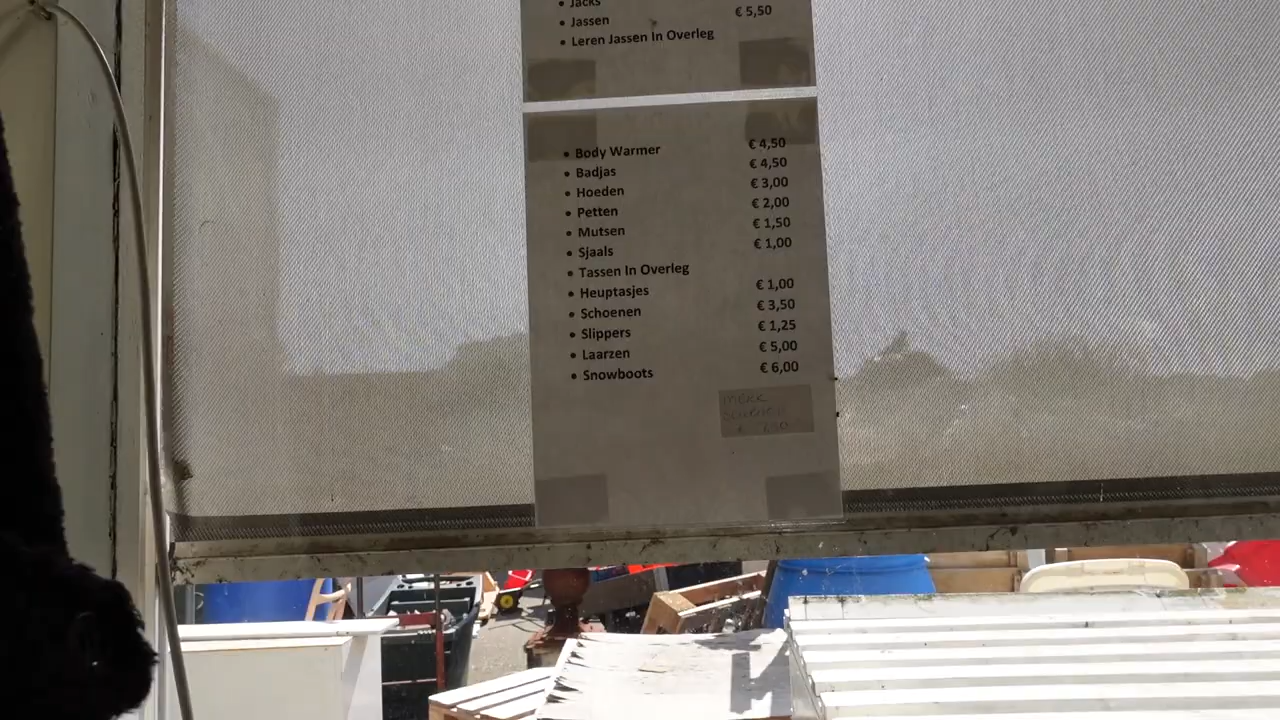 • Jacks
• Jassen € 5,50
• Leren Jassen In Overleg
• Body Warmer € 4,50
• Badjas € 4,50
• Hoeden € 3,00
• Petten € 2,00
• Mutsen € 1,50
• Sjaals € 1,00
• Tassen In Overleg
• Heuptasjes € 1,00
• Schoenen € 3,50
• Slippers € 1,25
• Laarzen € 5,00
• Snowboots € 6,00
merk